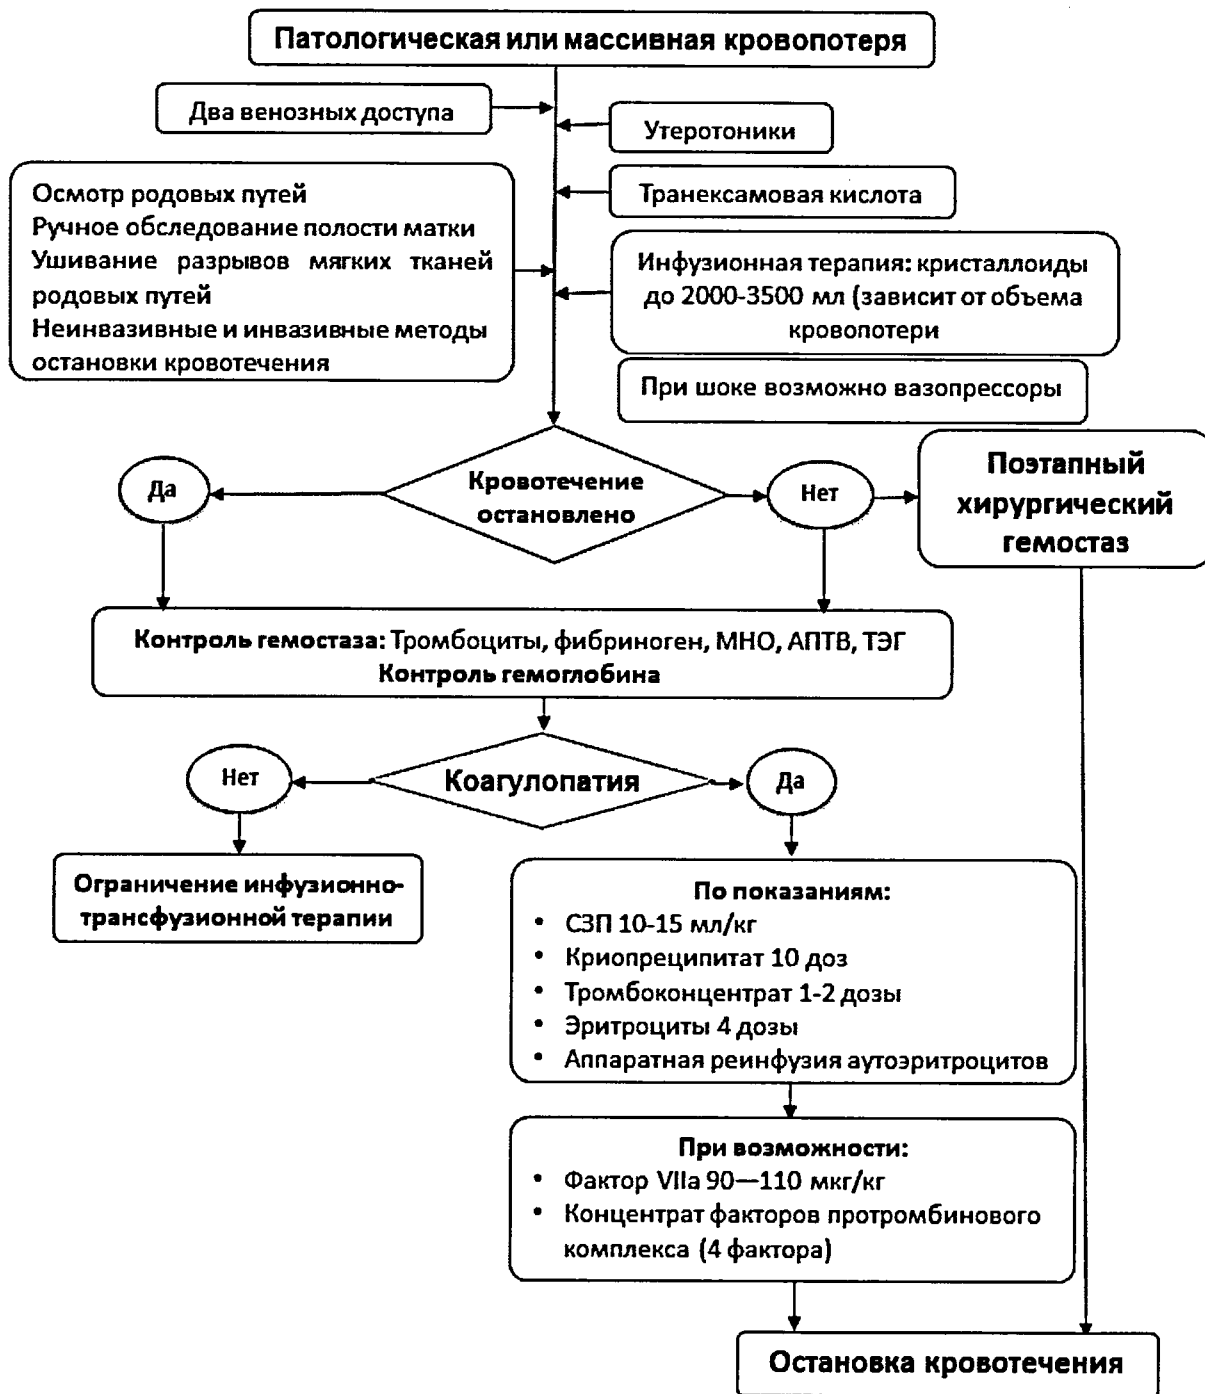 Патологическая или массивная кровопотеря
Два венозных доступа
Утеротоники
Транексамовая кислота
Осмотр родовых путей
Ручное обследование полости матки
Ушивание разрывов мягких тканей
родовых путей
Неинвазивные и инвазивные методы
остановки кровотечения
Инфузионная терапия: кристаллоиды
до 2000-3500 мл (зависит от объема
кровопотери
При шоке возможно вазопрессоры
Да
Кровотечение
остановлено
Нет
Поэтапный
хирургический
гемостаз
Контроль гемостаза: Тромбоциты, фибриноген, МНО, АПТВ, ТЭГ
Контроль гемоглобина
Нет
Коагулопатия
Да
Ограничение инфузионно-
трансфузионной терапии
По показаниям:
• СЗП 10-15 мл/кг
• Криопреципитат 10 доз
• Тромбоконцентрат 1-2 дозы
• Эритроциты 4 дозы
• Аппаратная реинфузия аутоэритроцитов
При возможности:
• Фактор VIIa 90—110 мкг/кг
• Концентрат факторов протромбинового
комплекса (4 фактора)
Остановка кровотечения